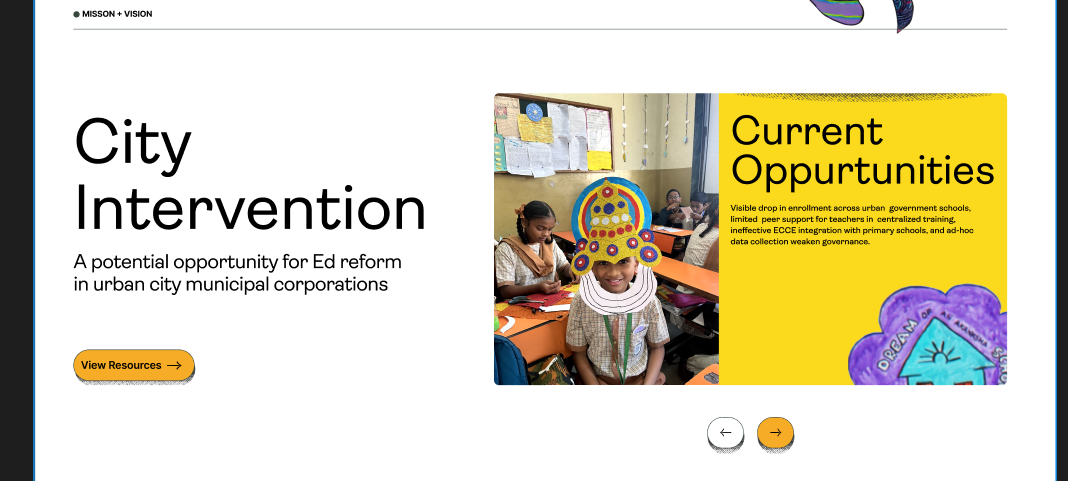 MISSON + VISION
City
Intervention
A potential opportunity for Ed reform
in urban city municipal corporations
View Resources
Current
Oppurtunities
Visible drop in enrollment across urban government schools,
limited peer support for teachers in centralized training,
ineffective ECCE integration with primary schools, and ad-hoc
data collection weaken governance.
DREAM OF AN AKANKSHA